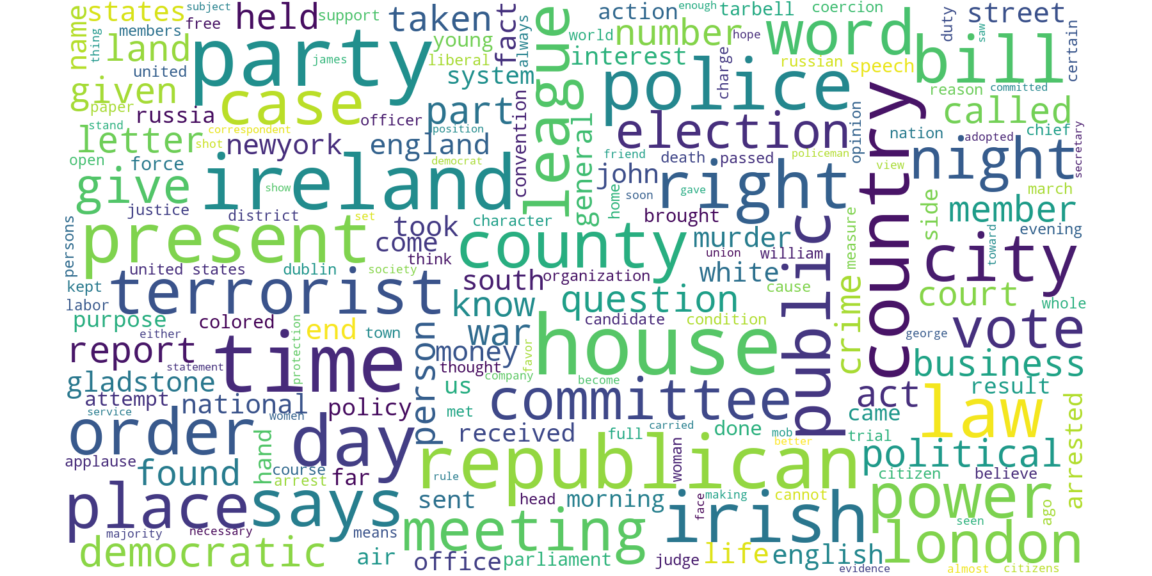 states
subject
held
support
taken
fact
always
league
action
enough
tarbell
coercion
duty
street
name
members
free
thing
land
party
james
young
liberal
world
number
hope
word
saw
bill
certain
united
system
interest
police
charge
russian
speech
given
paper
russia
case
officer
part
convention
general
reason
committed
country
called
letter
stand
correspondent
shot
newyork
england
position
election
opinion
nation
adopted
chief
secretary
open
force
ireland
democrat
friend
death
passed
policeman
view
night
give
show
john
home
soon
gave
right
march
justice
district
set
took
character
brought
public
measure
side
member
evening
persons
present
come
think
county
murder
union
william
toward
city
united states
dublin
society
south
organization
white
cause
crime
court
whole
kept
labor
terrorist
know
question
purpose
colored
protection
end
town
person
war
candidate
condition
george
vote
either
report
statement
time
money
thought
favor
house
business
gladstone
company
us
become
committee
act
result
attempt
national
policy
service
women
met
came
law
arrested
order
day
received
full
carried
done
mob
better
trial
political
hand
woman
applause
found
course
arrest
far
republican
rule
citizen
believe
place
says
sent
head
morning
face
making
cannot
power
ago
majority
necessary
means
meeting
irish
seen
democratic
air
office
parliament
judge
life
english
london
evidence
almost
citizens